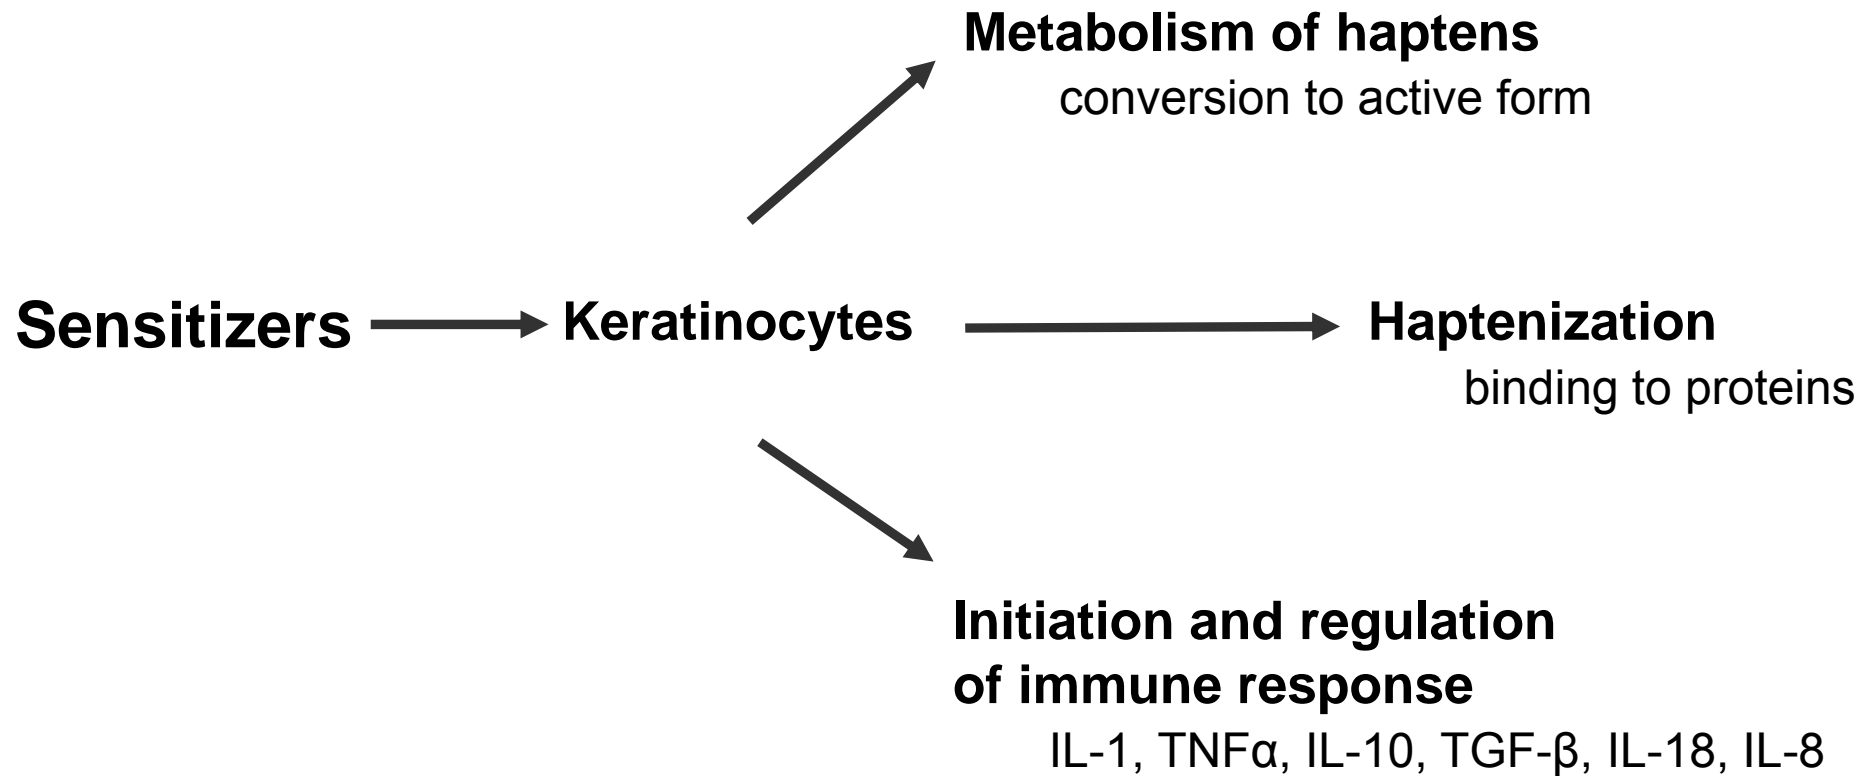 Metabolism of haptens
conversion to active form
Sensitizers
Keratinocytes
Haptenization
binding to proteins
Initiation and regulation
of immune response
IL-1, TNFα, IL-10, TGF-β, IL-18, IL-8